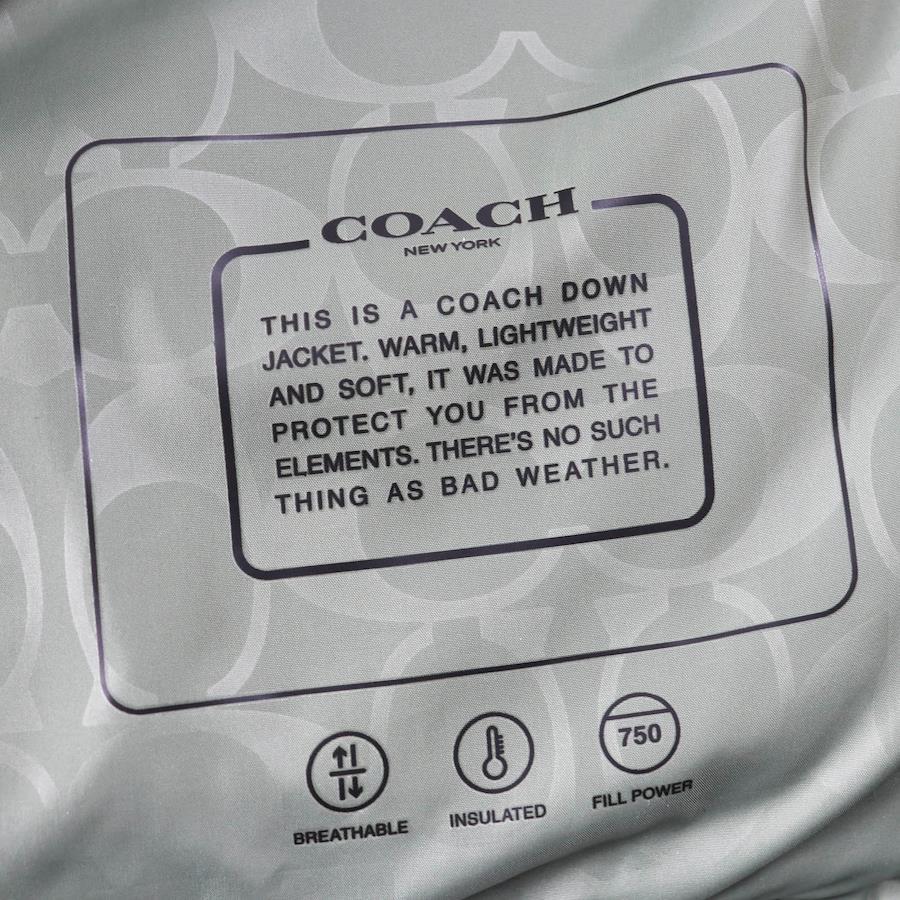 COACH
NEW YORK
THIS IS A COACH DOWN
JACKET. WARM, LIGHTWEIGHT
AND SOFT, IT WAS MADE TO
PROTECT YOU FROM THE
ELEMENTS. THERE'S NO SUCH
THING AS BAD WEATHER.
750
BREATHABLE INSULATED FILL POWER